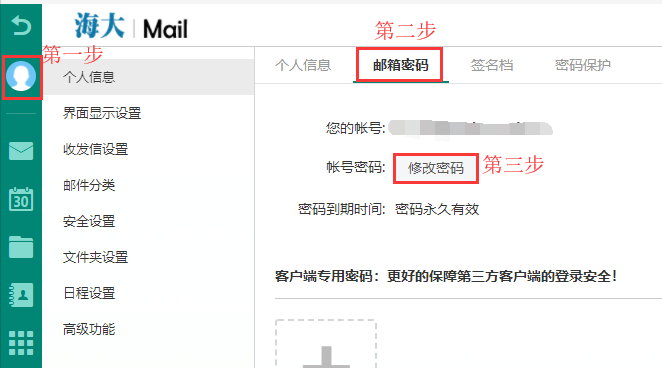 海大 Mail
第一步
第二步
个人信息
界面显示设置
收发信设置
邮件分类
安全设置
文件夹设置
日程设置
高级功能
30
个人信息 邮箱密码 签名档 密码保护
您的帐号:
帐号密码: 修改密码 第三步
密码到期时间: 密码永久有效
客户端专用密码：更好的保障第三方客户端的登录安全！